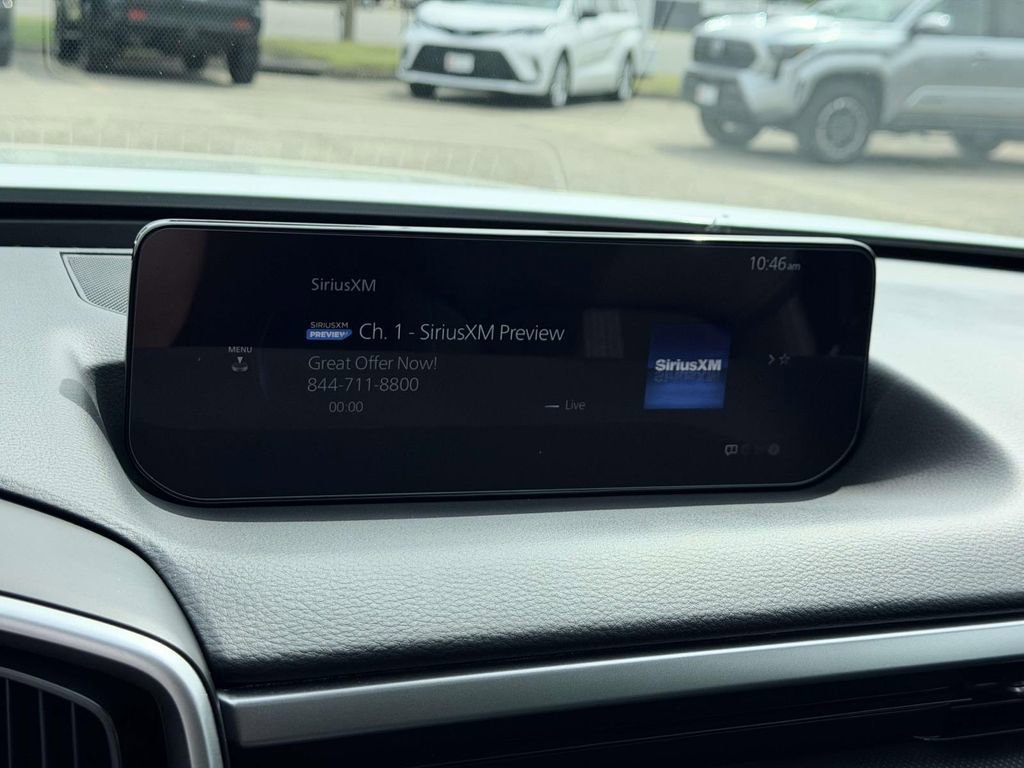 10:46am
SiriusXM
SIRIUSXM
PREVIEW
Ch. 1 - SiriusXM Preview
MENU
Great Offer Now!
844-711-8800
00:00
Live
SiriusXM